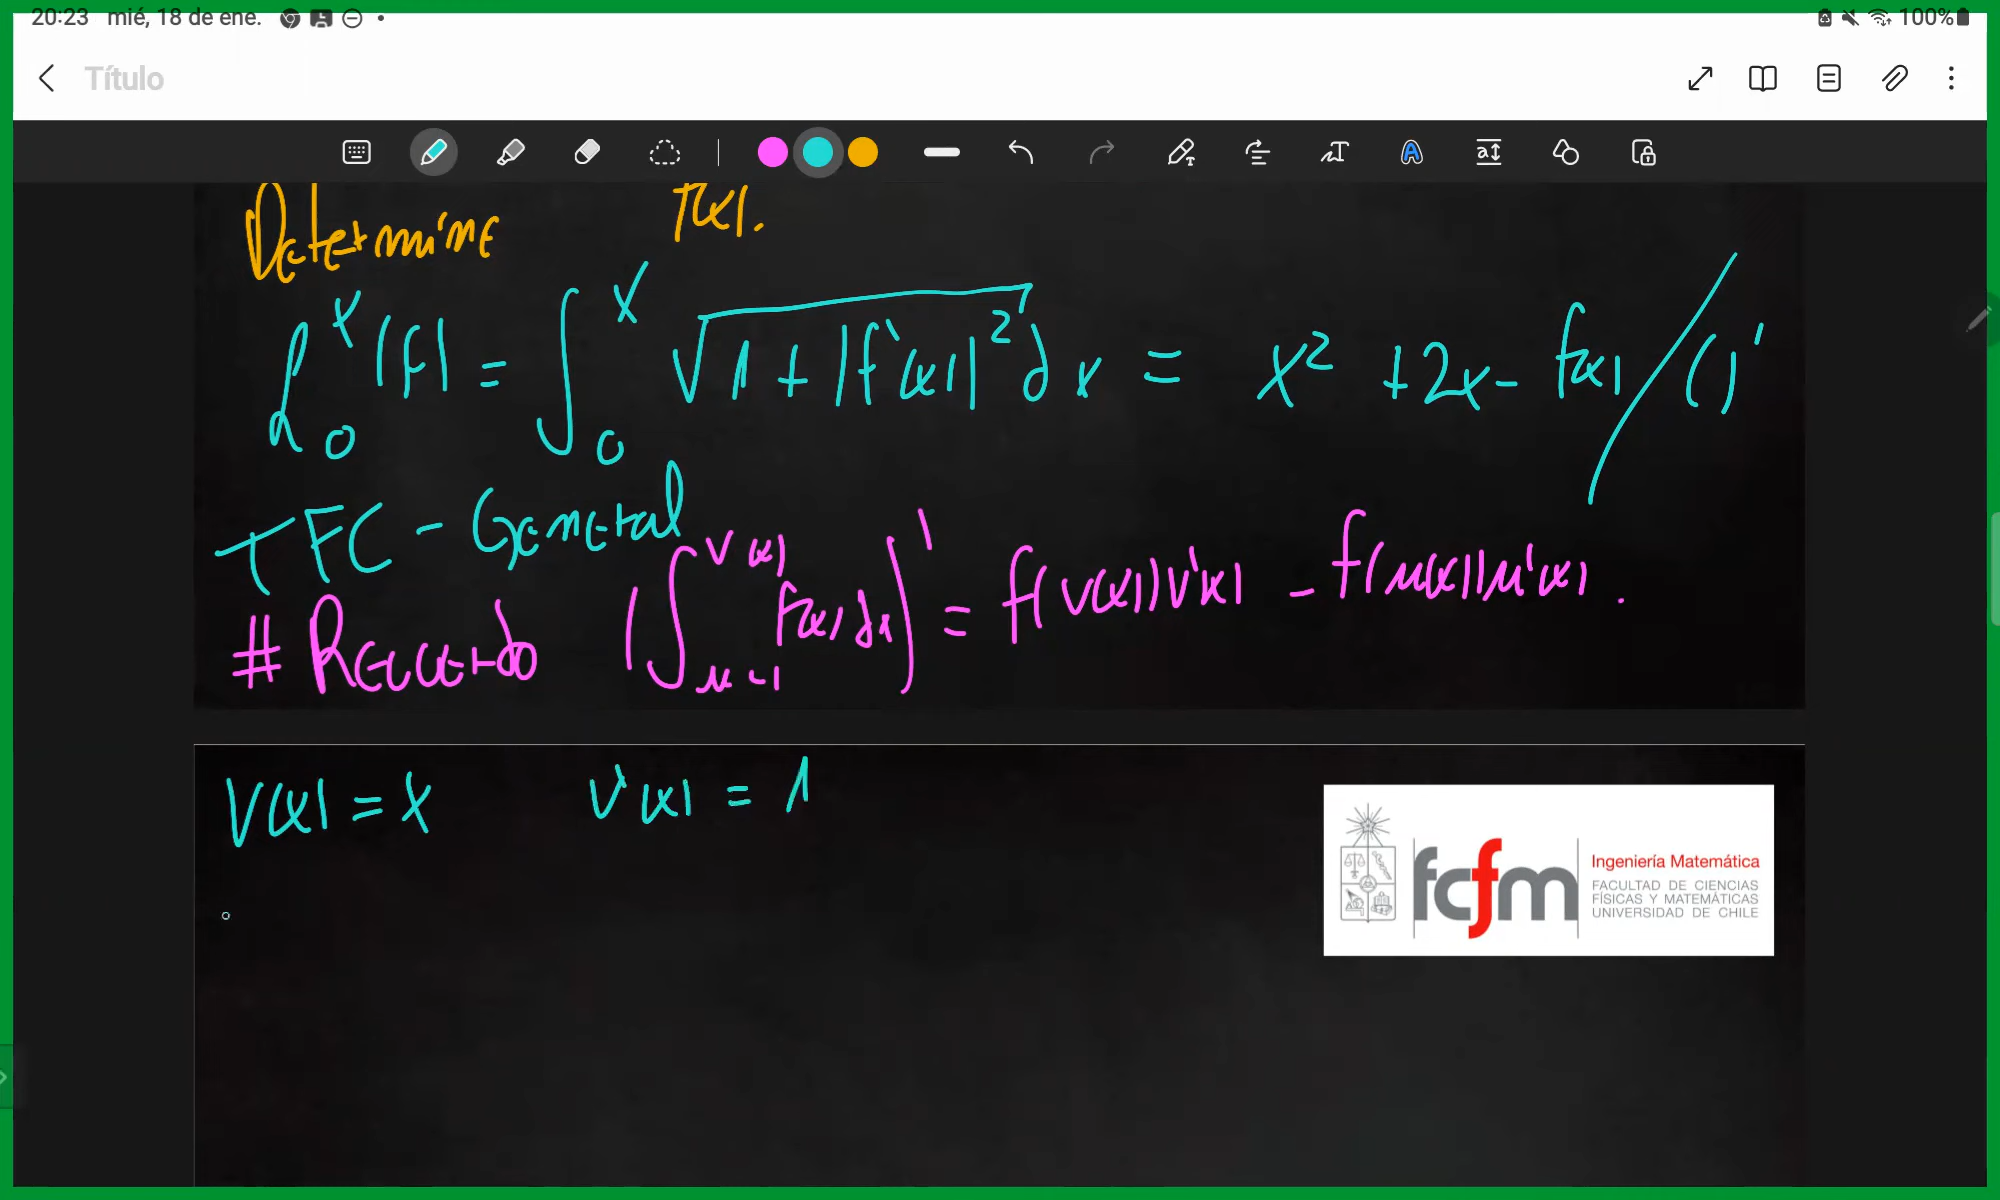 20:23 mié, 18 de ene. 100%
Título
Determine f(x).
L₀ˣ(f) = ∫₀ˣ √(1 + (f'(x))²) dx = x² + 2x - f(x) / ( )'
TFC - General
# Recuerdo (∫_{u(x)}^{v(x)} f(x) dx)' = f(v(x)) v'(x) - f(u(x)) u'(x).
V(x) = x v'(x) = 1
fcfm
Ingeniería Matemática
FACULTAD DE CIENCIAS
FÍSICAS Y MATEMÁTICAS
UNIVERSIDAD DE CHILE